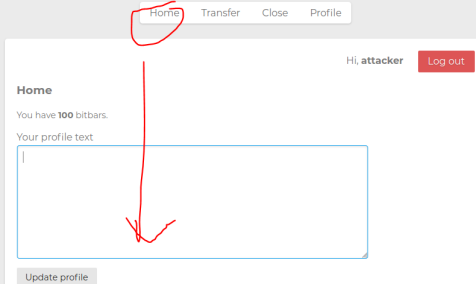 Home Transfer Close Profile
Hi, attacker Log out
Home
You have 100 bitbars.
Your profile text
Update profile